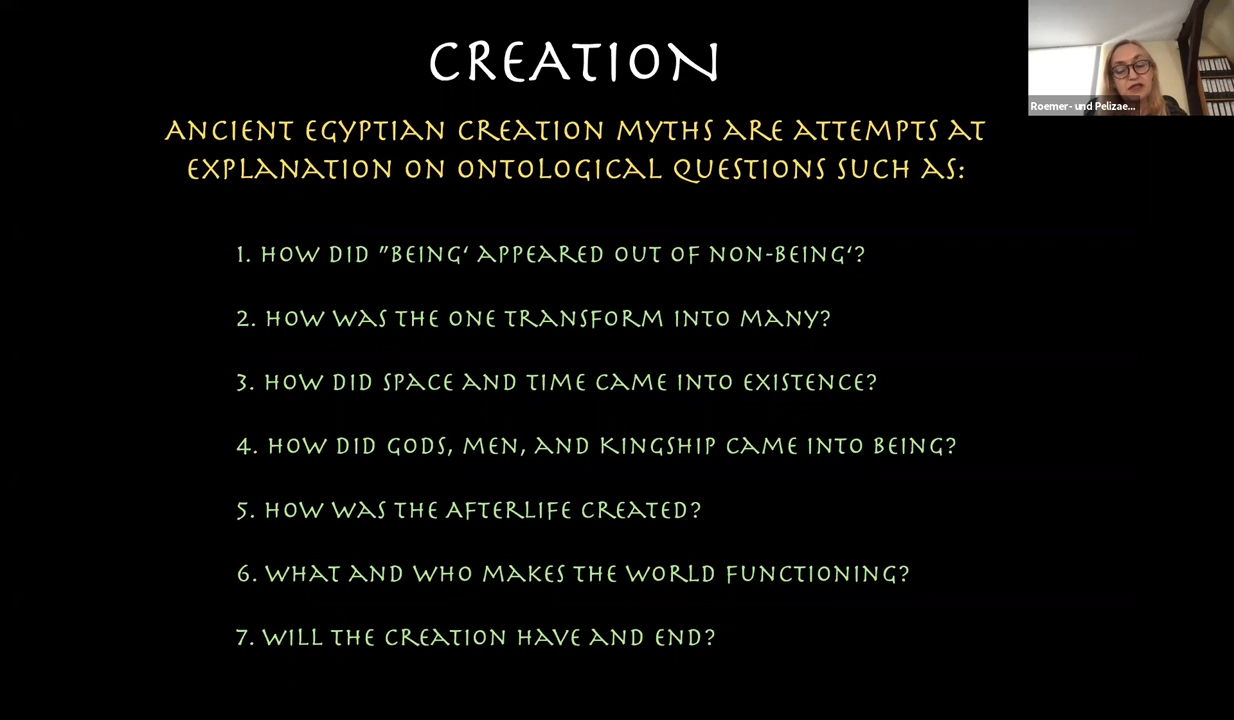 CREATION
ANCIENT EGYPTIAN CREATION MYTHS ARE ATTEMPTS AT
EXPLANATION ON ONTOLOGICAL QUESTIONS SUCH AS:
1. HOW DID "BEING‘ APPEARED OUT OF NON-BEING‘?
2. HOW WAS THE ONE TRANSFORM INTO MANY?
3. HOW DID SPACE AND TIME CAME INTO EXISTENCE?
4. HOW DID GODS, MEN, AND KINGSHIP CAME INTO BEING?
5. HOW WAS THE AFTERLIFE CREATED?
6. WHAT AND WHO MAKES THE WORLD FUNCTIONING?
7. WILL THE CREATION HAVE AND END?
Roemer- und Pelizae...